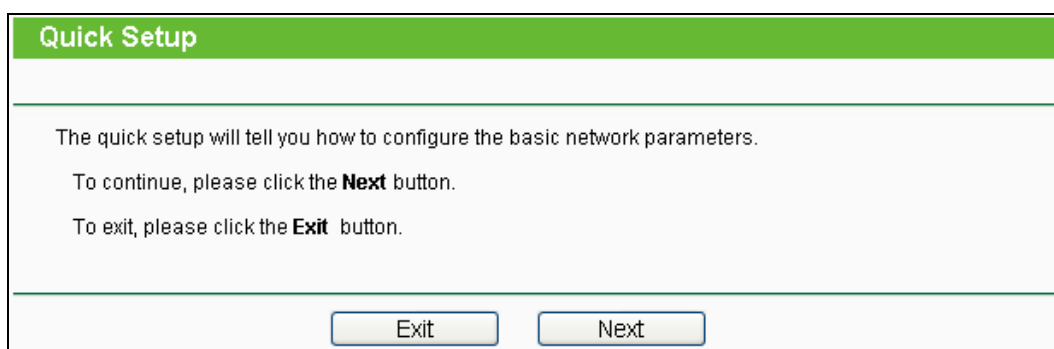 Quick Setup
The quick setup will tell you how to configure the basic network parameters.
To continue, please click the Next button.
To exit, please click the Exit button.
Exit Next